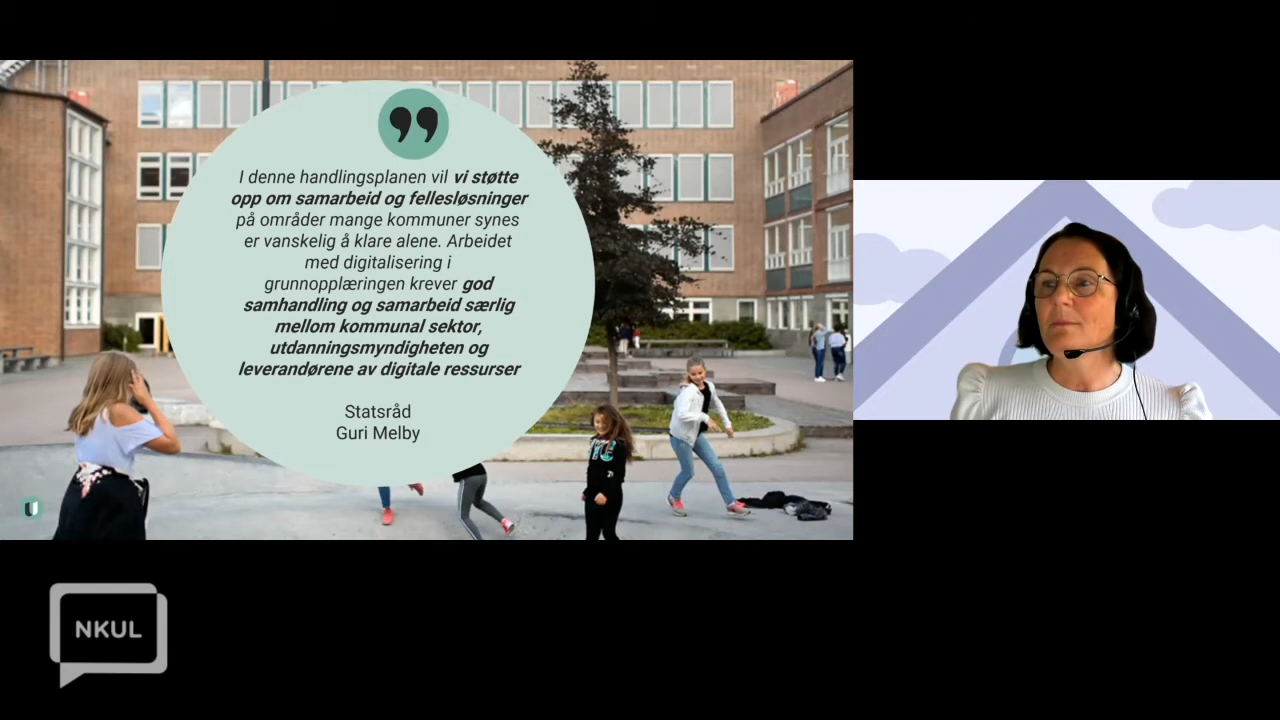 I denne handlingsplanen vil vi støtte
opp om samarbeid og fellesløsninger
på områder mange kommuner synes
er vanskelig å klare alene. Arbeidet
med digitalisering i
grunnopplæringen krever god
samhandling og samarbeid særlig
mellom kommunal sektor,
utdanningsmyndigheten og
leverandørene av digitale ressurser
Statsråd
Guri Melby
NKUL